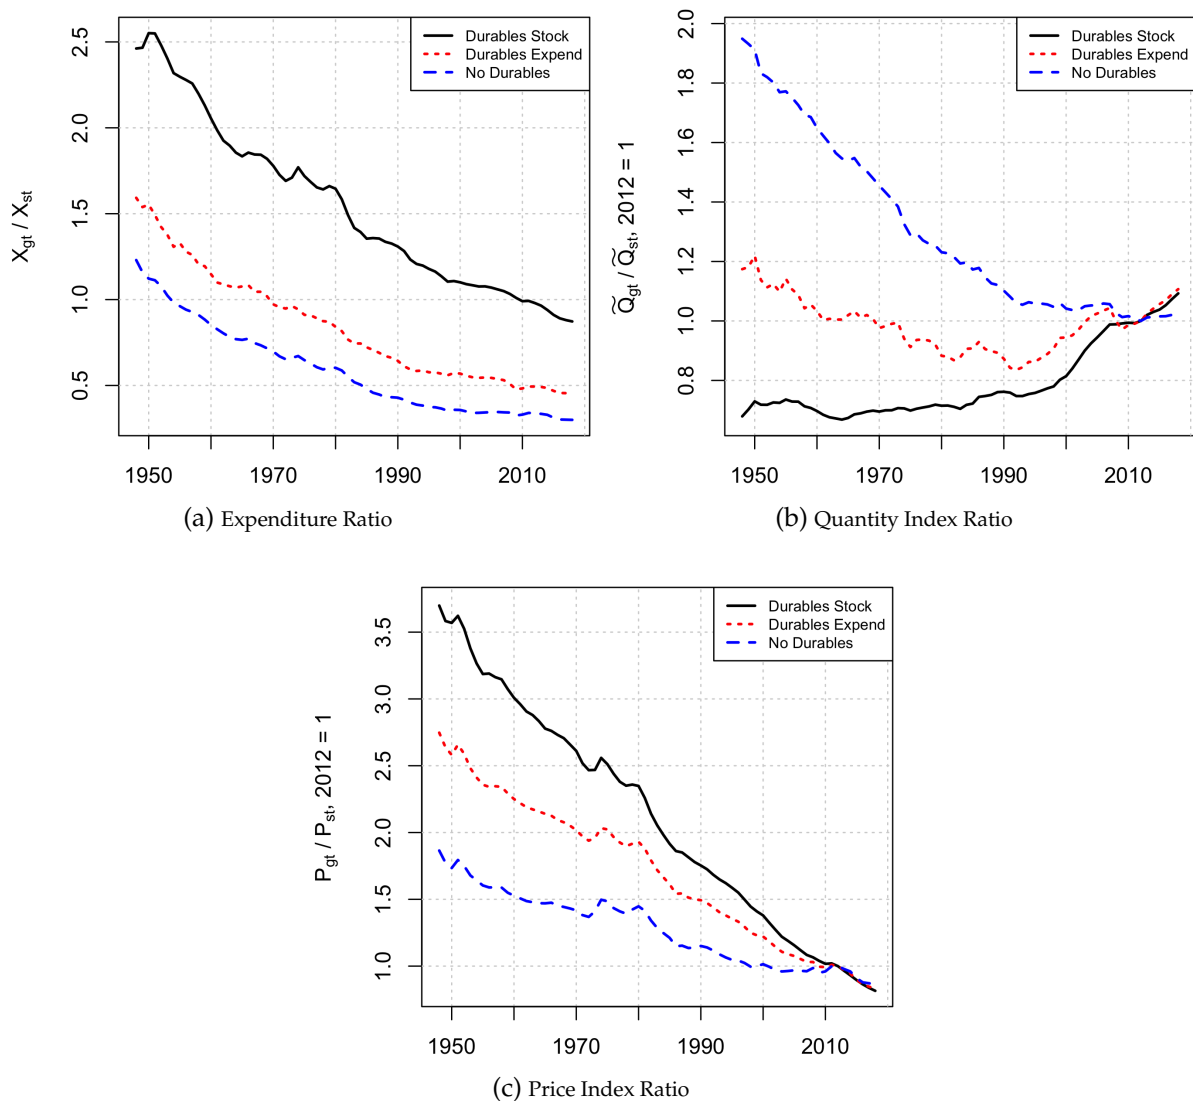 Durables Stock
Durables Expend
No Durables
X_gt / X_st
2.5
2.0
1.5
1.0
0.5
1950 1970 1990 2010
(a) Expenditure Ratio
Durables Stock
Durables Expend
No Durables
Q̃_gt / Q̃_st, 2012 = 1
2.0
1.8
1.6
1.4
1.2
1.0
0.8
1950 1970 1990 2010
(b) Quantity Index Ratio
Durables Stock
Durables Expend
No Durables
P_gt / P_st, 2012 = 1
3.5
3.0
2.5
2.0
1.5
1.0
1950 1970 1990 2010
(c) Price Index Ratio